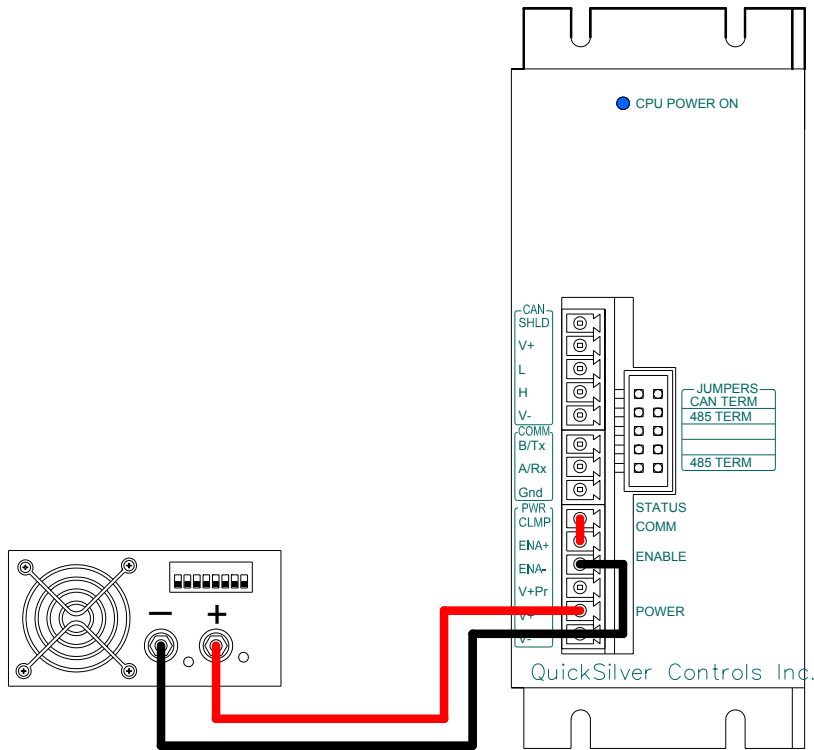 CPU POWER ON
CAN
SHLD
V+
L
H
V-
COMM
B/Tx
A/Rx
Gnd
PWR
CLMP
ENA+
ENA-
V+Pr
V+
V-
JUMPERS
CAN TERM
485 TERM
485 TERM
STATUS
COMM
ENABLE
POWER
− +
QuickSilver Controls Inc.